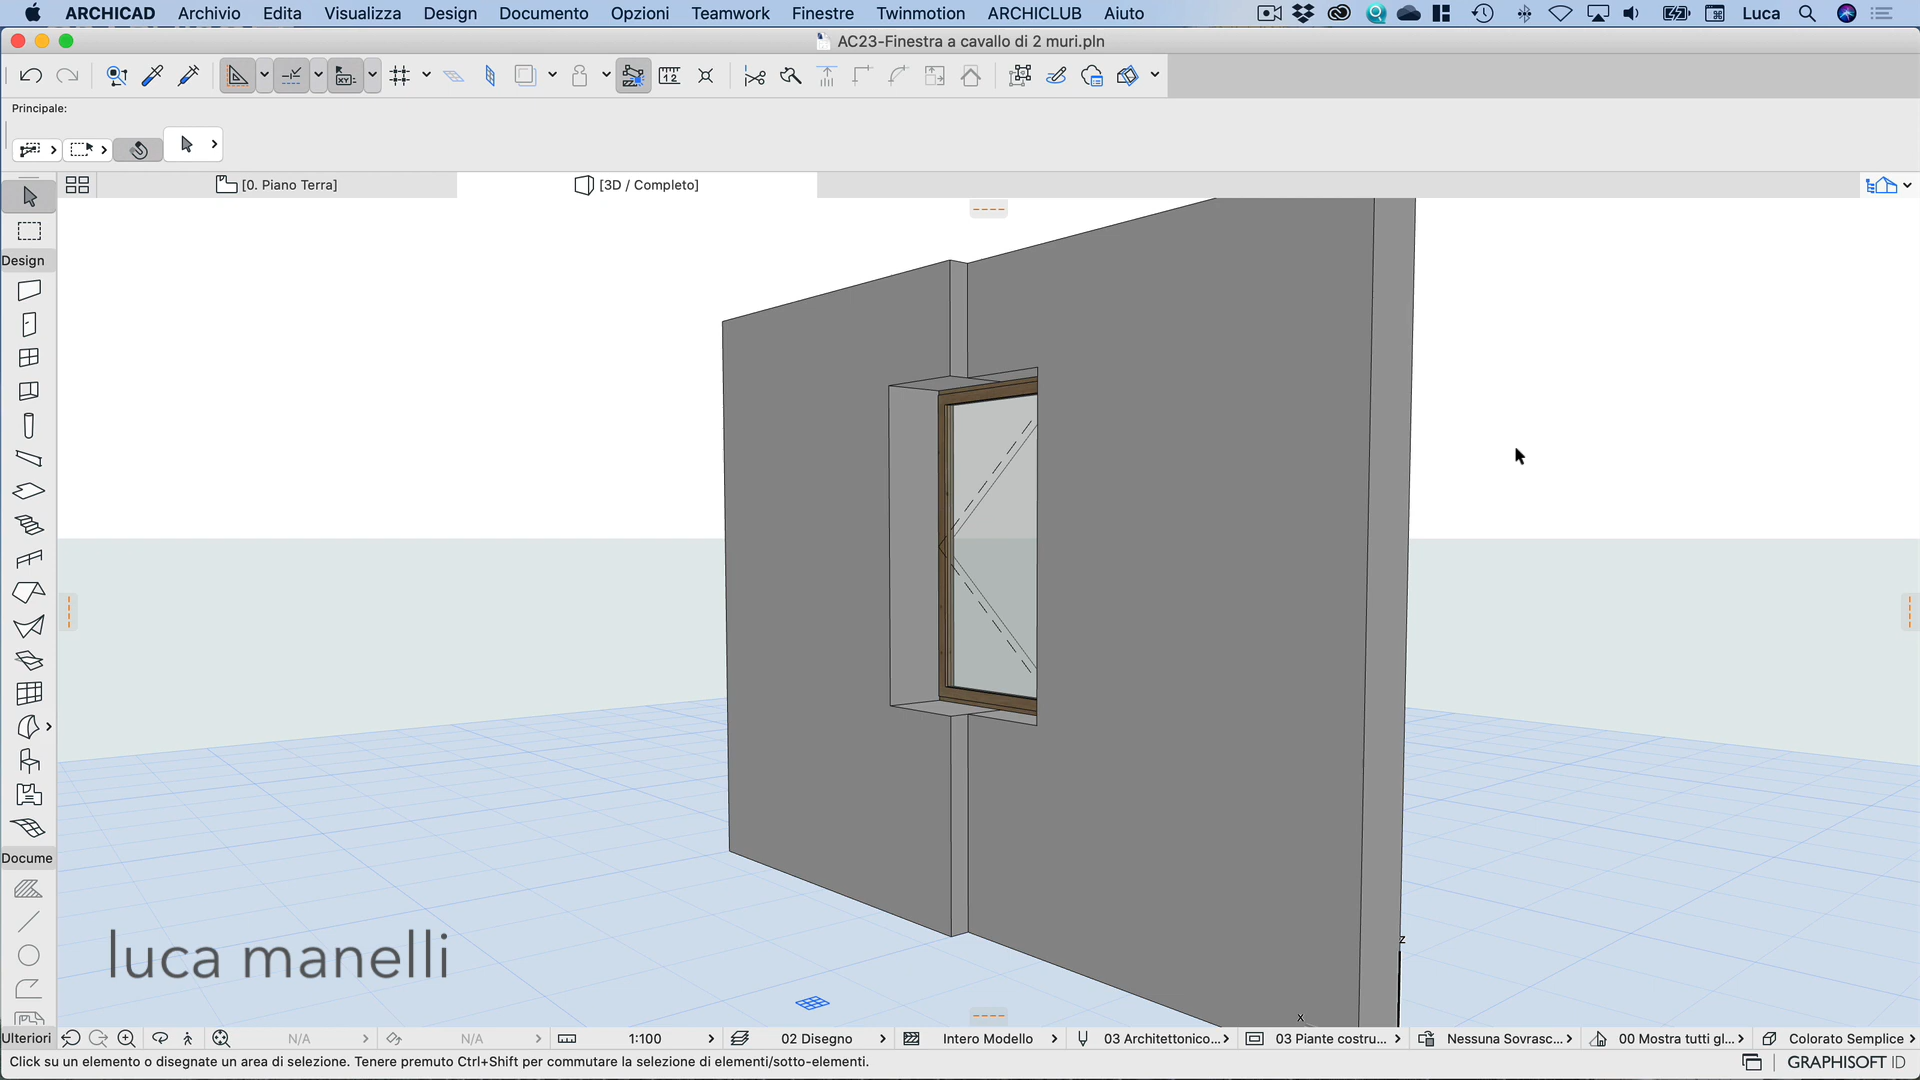 ARCHICAD Archivio Edita Visualizza Design Documento Opzioni Teamwork Finestre Twinmotion ARCHICLUB Aiuto Luca
AC23-Finestra a cavallo di 2 muri.pln
Principale:
[0. Piano Terra] [3D / Completo]
Design
Docume
luca manelli
z
x
Ulteriori N/A N/A 1:100 02 Disegno Intero Modello 03 Architettonico... 03 Piante costru... Nessuna Sovrasc... 00 Mostra tutti gl... Colorato Semplice
Click su un elemento o disegnate un area di selezione. Tenere premuto Ctrl+Shift per commutare la selezione di elementi/sotto-elementi. GRAPHISOFT ID